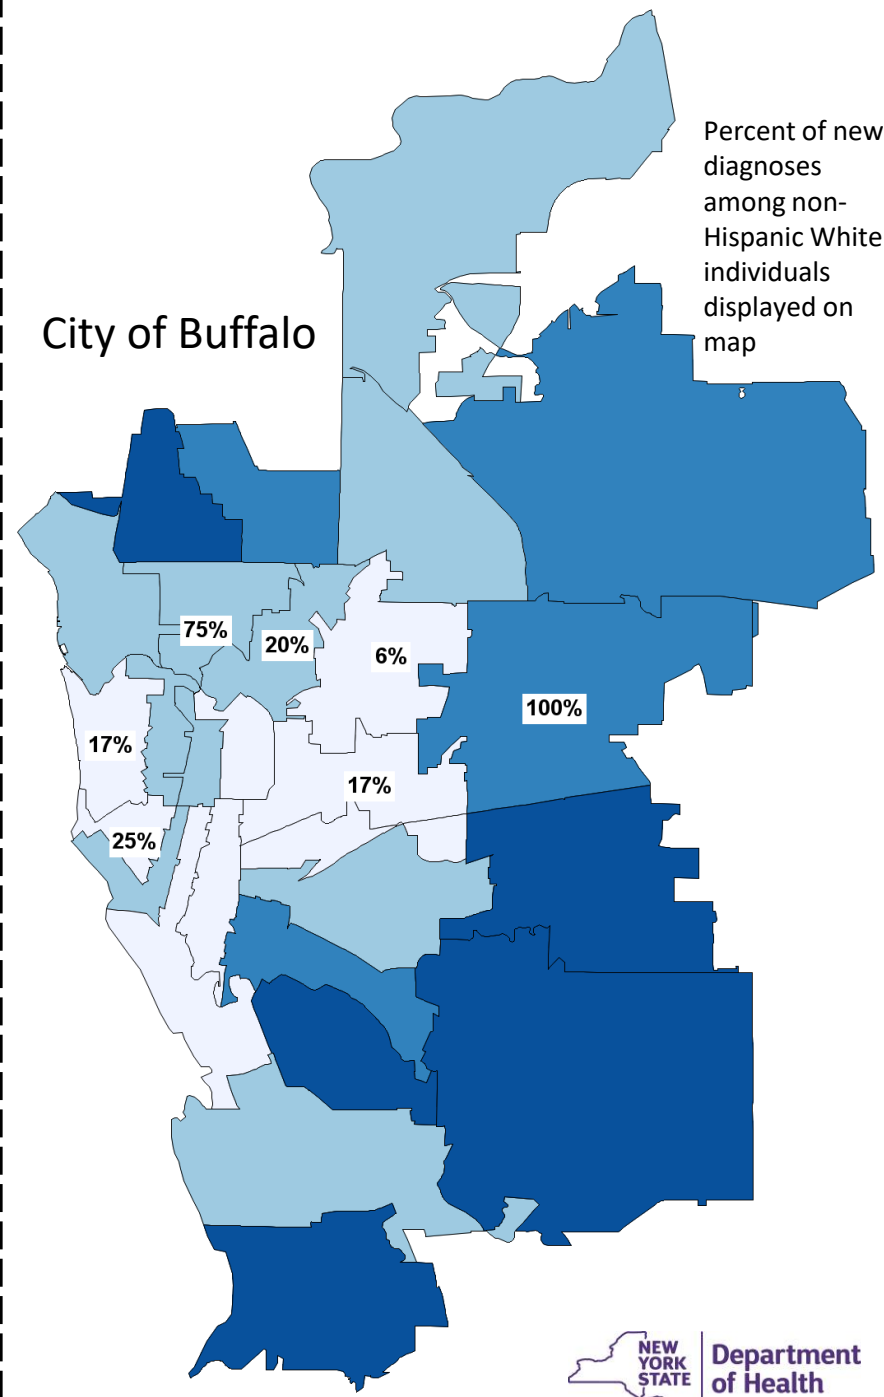 Percent of new
diagnoses
among non-
Hispanic White
individuals
displayed on
map
City of Buffalo
75%
20%
6%
100%
17%
17%
25%
NEW
YORK
STATE
Department
of Health